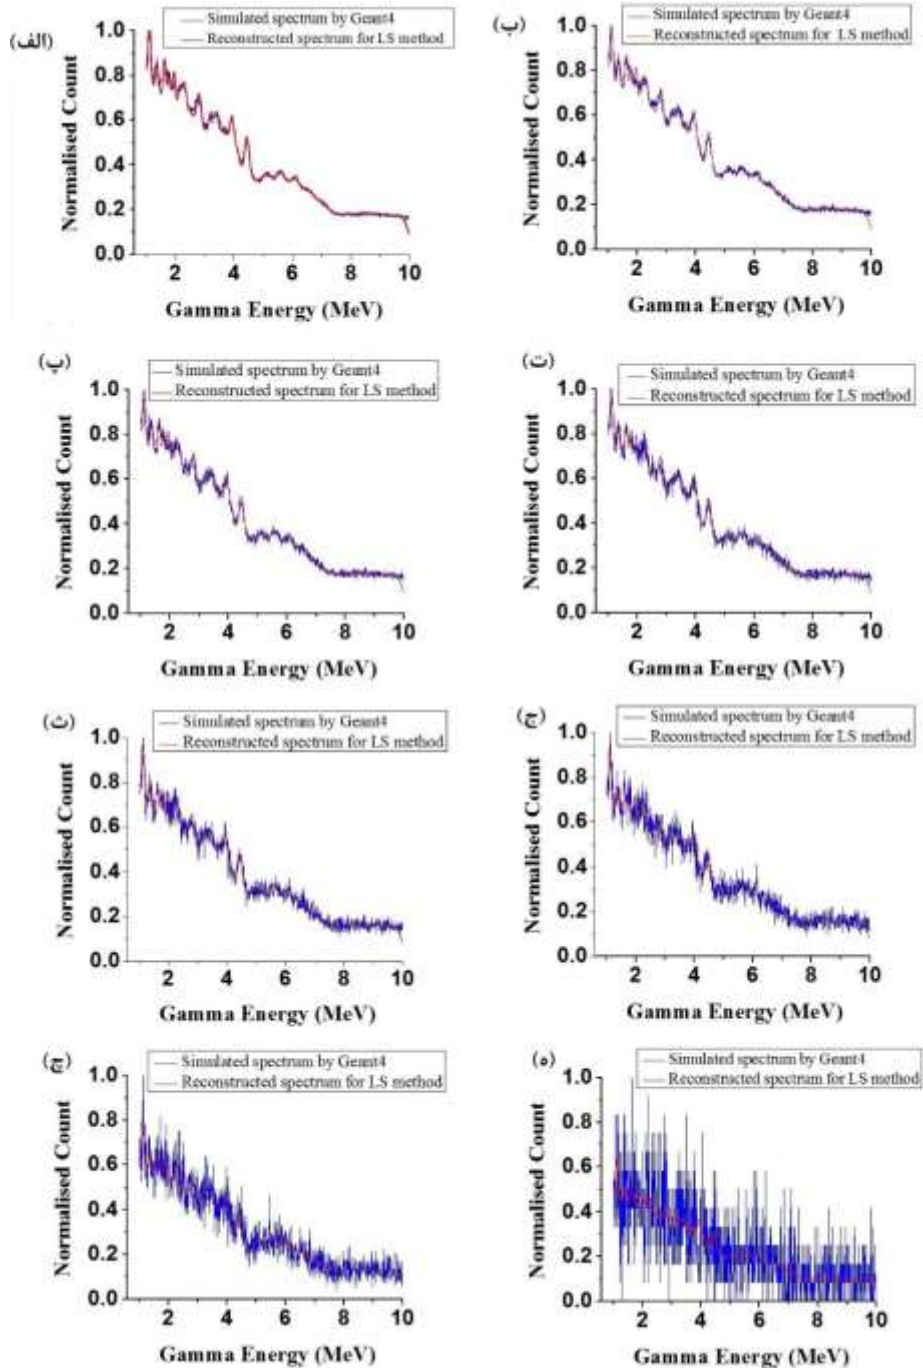 (الف)
Simulated spectrum by Geant4
Reconstructed spectrum for LS method
Normalised Count
1.0
0.8
0.6
0.4
0.2
0.0
2 4 6 8 10
Gamma Energy (MeV)
(ب)
Simulated spectrum by Geant4
Reconstructed spectrum for LS method
Normalised Count
1.0
0.8
0.6
0.4
0.2
0.0
2 4 6 8 10
Gamma Energy (MeV)
(پ)
Simulated spectrum by Geant4
Reconstructed spectrum for LS method
Normalised Count
1.0
0.8
0.6
0.4
0.2
0.0
2 4 6 8 10
Gamma Energy (MeV)
(ت)
Simulated spectrum by Geant4
Reconstructed spectrum for LS method
Normalised Count
1.0
0.8
0.6
0.4
0.2
0.0
2 4 6 8 10
Gamma Energy (MeV)
(ث)
Simulated spectrum by Geant4
Reconstructed spectrum for LS method
Normalised Count
1.0
0.8
0.6
0.4
0.2
0.0
2 4 6 8 10
Gamma Energy (MeV)
(ج)
Simulated spectrum by Geant4
Reconstructed spectrum for LS method
Normalised Count
1.0
0.8
0.6
0.4
0.2
0.0
2 4 6 8 10
Gamma Energy (MeV)
(چ)
Simulated spectrum by Geant4
Reconstructed spectrum for LS method
Normalised Count
1.0
0.8
0.6
0.4
0.2
0.0
2 4 6 8 10
Gamma Energy (MeV)
(ه)
Simulated spectrum by Geant4
Reconstructed spectrum for LS method
Normalised Count
1.0
0.8
0.6
0.4
0.2
0.0
2 4 6 8 10
Gamma Energy (MeV)